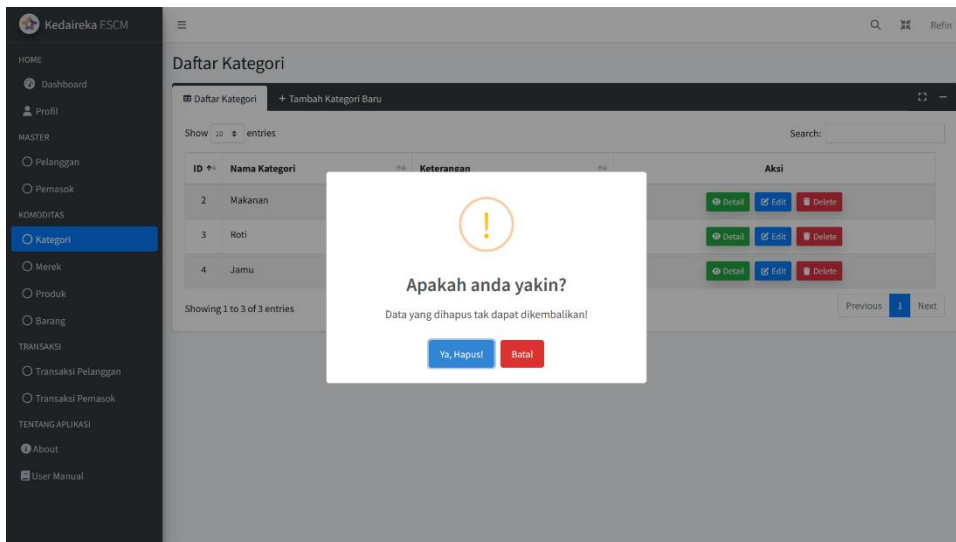 Kedaireka ESCM
Refin
HOME
Dashboard
Profil
MASTER
Pelanggan
Pemasok
KOMODITAS
Kategori
Merek
Produk
Barang
TRANSAKSI
Transaksi Pelanggan
Transaksi Pemasok
TENTANG APLIKASI
About
User Manual
Daftar Kategori
Daftar Kategori + Tambah Kategori Baru
Show 10 entries Search:
ID Nama Kategori Keterangan Aksi
2 Makanan Detail Edit Delete
3 Roti Detail Edit Delete
4 Jamu Detail Edit Delete
Showing 1 to 3 of 3 entries Previous 1 Next
!
Apakah anda yakin?
Data yang dihapus tak dapat dikembalikan!
Ya, Hapus! Batal